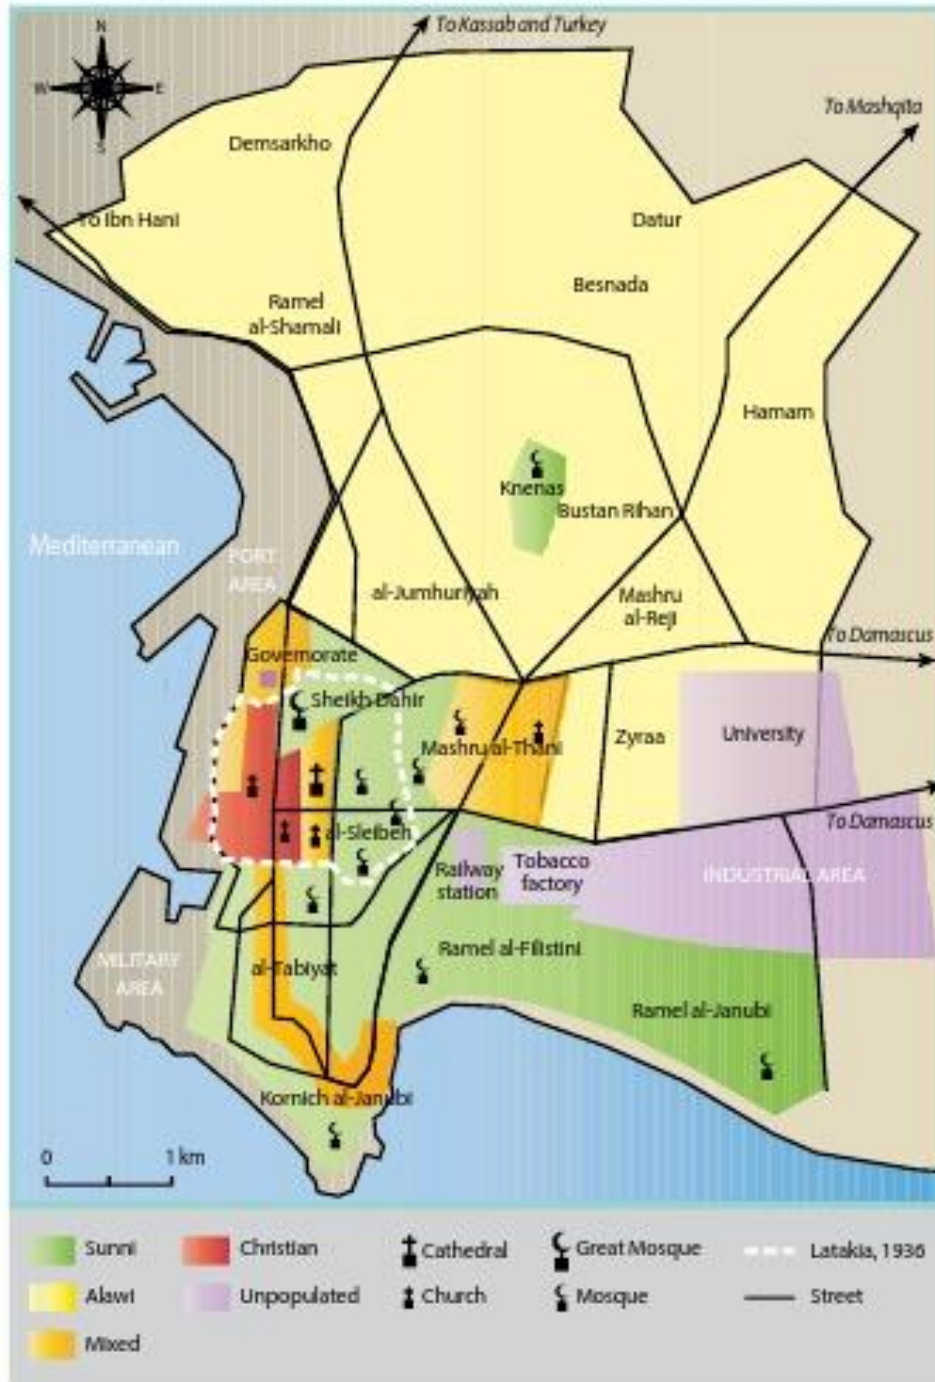 N
W
E
S
To Kassab and Turkey
To Mashqita
Demsarkho
To Ibn Hani
Datur
Besnada
Ramel
al-Shamali
Hamam
Knenas
Bustan Rihan
Mediterranean
PORT
AREA
al-Jumhuriyah
Mashru
al-Reji
To Damascus
Governorate
Sheikh Dahir
Mashru al-Thani
Zyraa
University
To Damascus
al-Sleibeh
Railway
station
Tobacco
factory
INDUSTRIAL AREA
Ramel al-Filistini
MILITARY
AREA
al-Tabiyat
Ramel al-Janubi
Kornich al-Janubi
0
1 km
Sunni
Christian
Cathedral
Great Mosque
Latakia, 1936
Alawi
Unpopulated
Church
Mosque
Street
Mixed